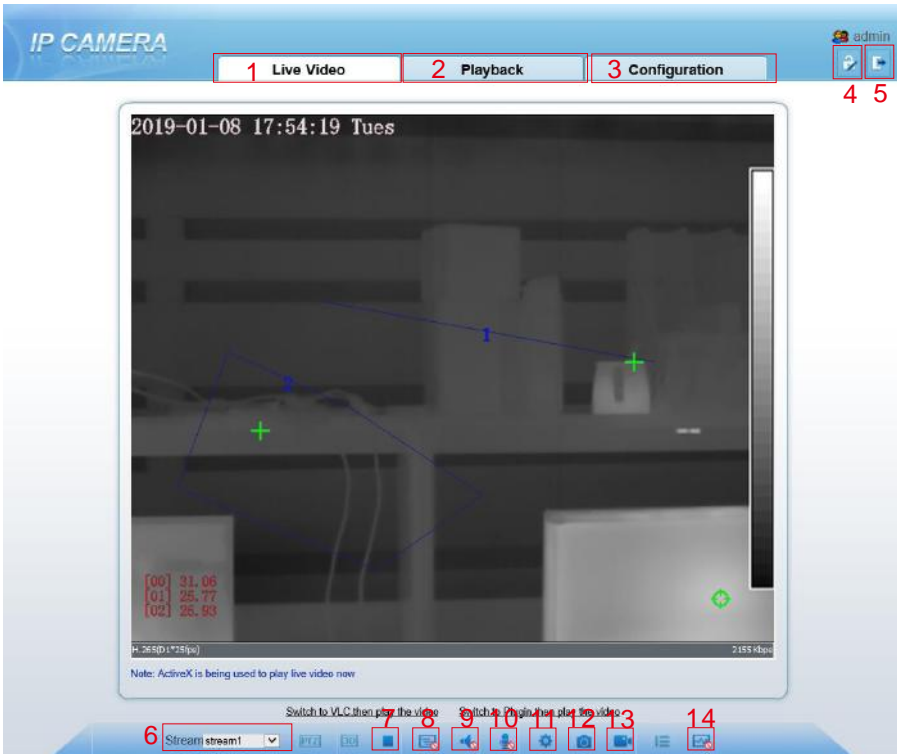 IP CAMERA
admin
1 Live Video 2 Playback 3 Configuration
4 5
2019-01-08 17:54:19 Tues
1
2
[00] 31.06
[01] 25.77
[02] 26.93
H.265(D1*25fps) 2155 Kbps
Note: ActiveX is being used to play live video now
Switch to VLC,then play the video Switch to Plugin,then play the video
6 Stream stream1 PTZ DO 7 8 9 10 11 12 13 14